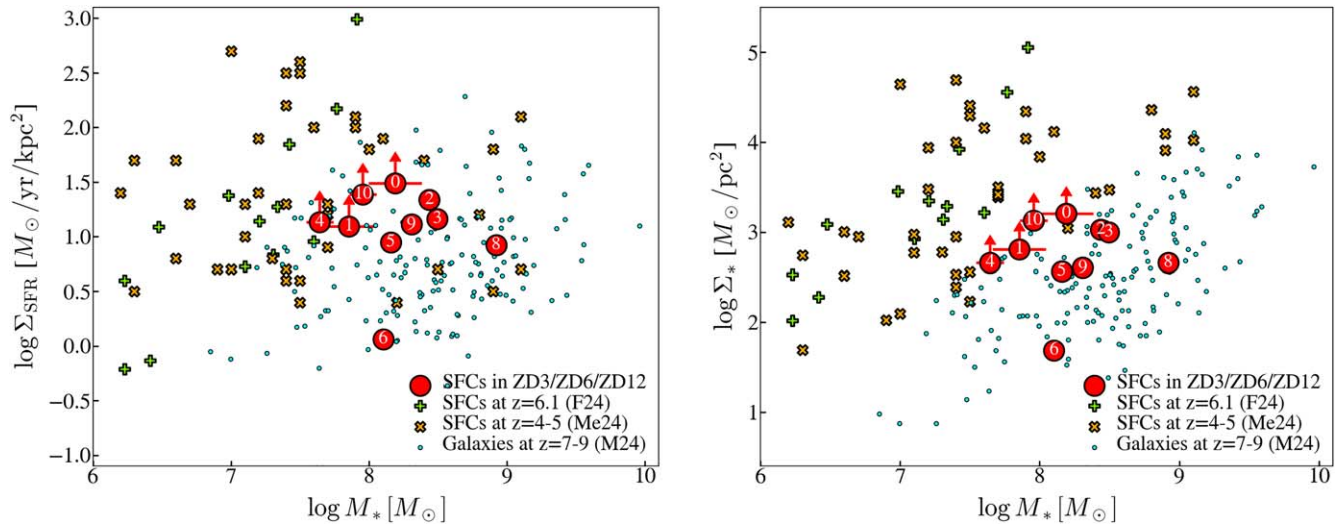 log Σ_SFR [M_⊙/yr/kpc²]
3.0
2.5
2.0
1.5
1.0
0.5
0.0
−0.5
−1.0
0
10
2
4
1
3
9
5
8
6
SFCs in ZD3/ZD6/ZD12
SFCs at z=6.1 (F24)
SFCs at z=4-5 (Me24)
Galaxies at z=7-9 (M24)
6 7 8 9 10
log M_* [M_⊙]
log Σ_* [M_⊙/pc²]
5
4
3
2
1
0
10
2 3
1
4
5 9
8
6
SFCs in ZD3/ZD6/ZD12
SFCs at z=6.1 (F24)
SFCs at z=4-5 (Me24)
Galaxies at z=7-9 (M24)
6 7 8 9 10
log M_* [M_⊙]